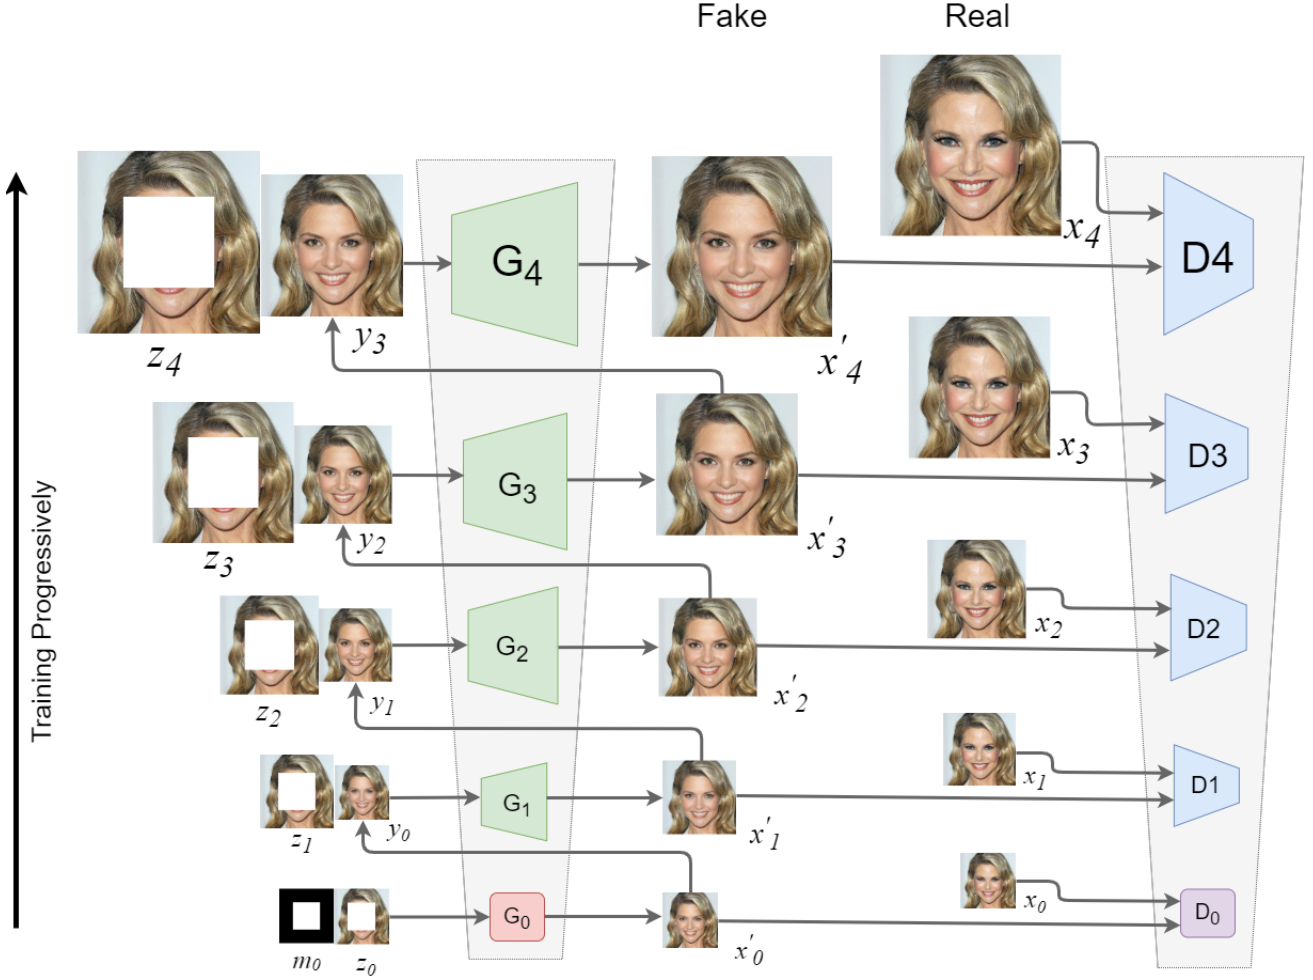 Fake Real
x4
G4 D4
z4 y3 x'4
x3
G3 D3
z3 y2 x'3
x2
G2 D2
z2 y1 x'2
x1
G1 D1
z1 y0 x'1
x0
G0 D0
m0 z0 x'0
Training Progressively